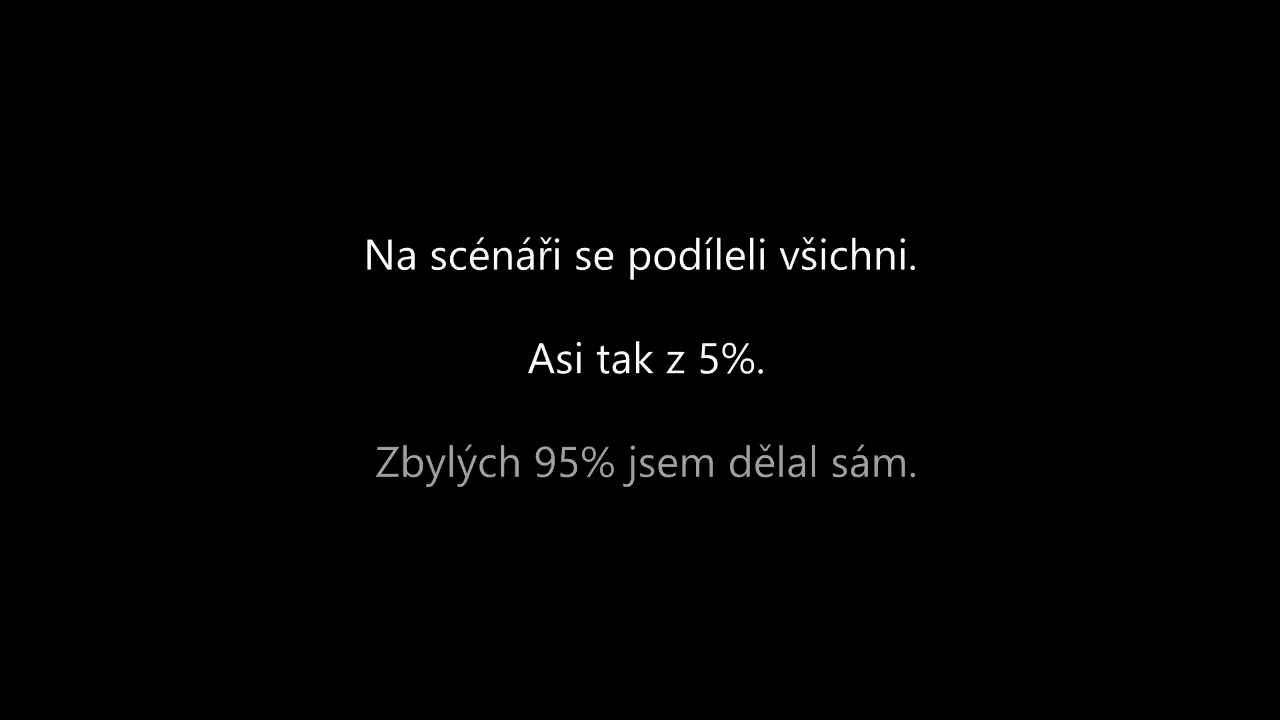 Na scénáři se podíleli všichni.
Asi tak z 5%.
Zbylých 95% jsem dělal sám.